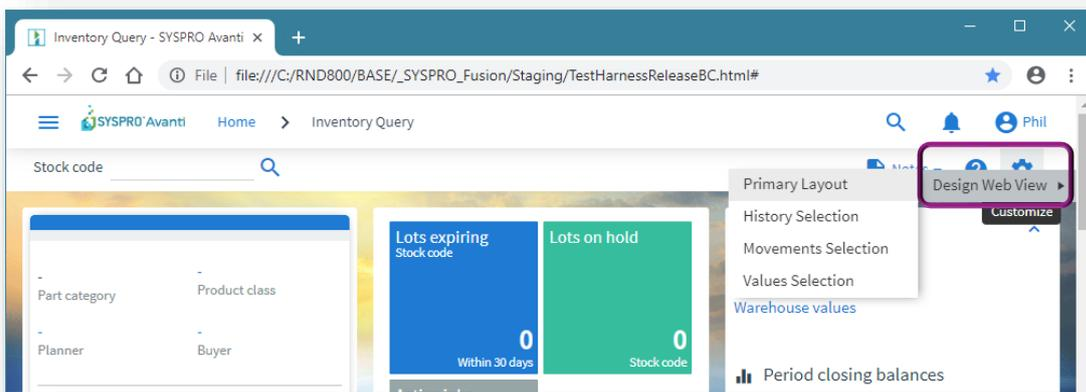 Inventory Query - SYSPRO Avanti
File file:///C:/RND800/BASE/_SYSPRO_Fusion/Staging/TestHarnessReleaseBC.html#
SYSPRO Avanti Home Inventory Query Phil
Stock code
Notes
Design Web View
Customize
Primary Layout
History Selection
Movements Selection
Values Selection
-
Part category
-
Product class
-
Planner
-
Buyer
Lots expiring
Stock code
0
Within 30 days
Lots on hold
0
Stock code
Warehouse values
Period closing balances